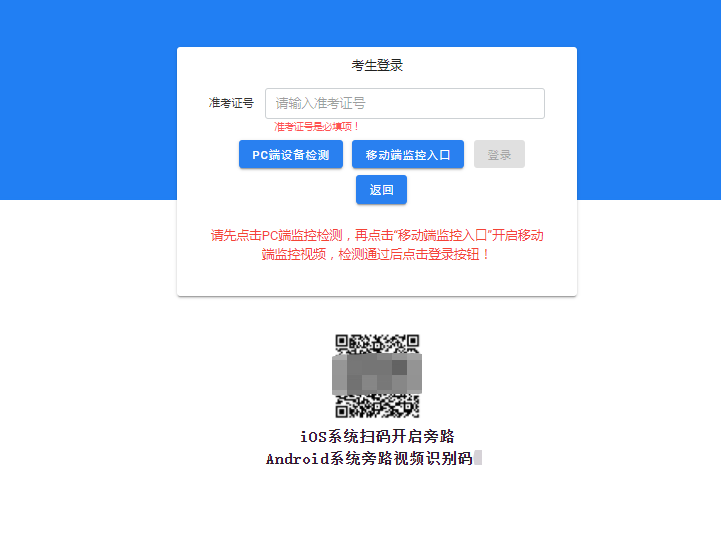 考生登录
准考证号 请输入准考证号
准考证号是必填项！
PC端设备检测 移动端监控入口 登录
返回
请先点击PC端监控检测，再点击“移动端监控入口”开启移动
端监控视频，检测通过后点击登录按钮！
iOS系统扫码开启旁路
Android系统旁路视频识别码